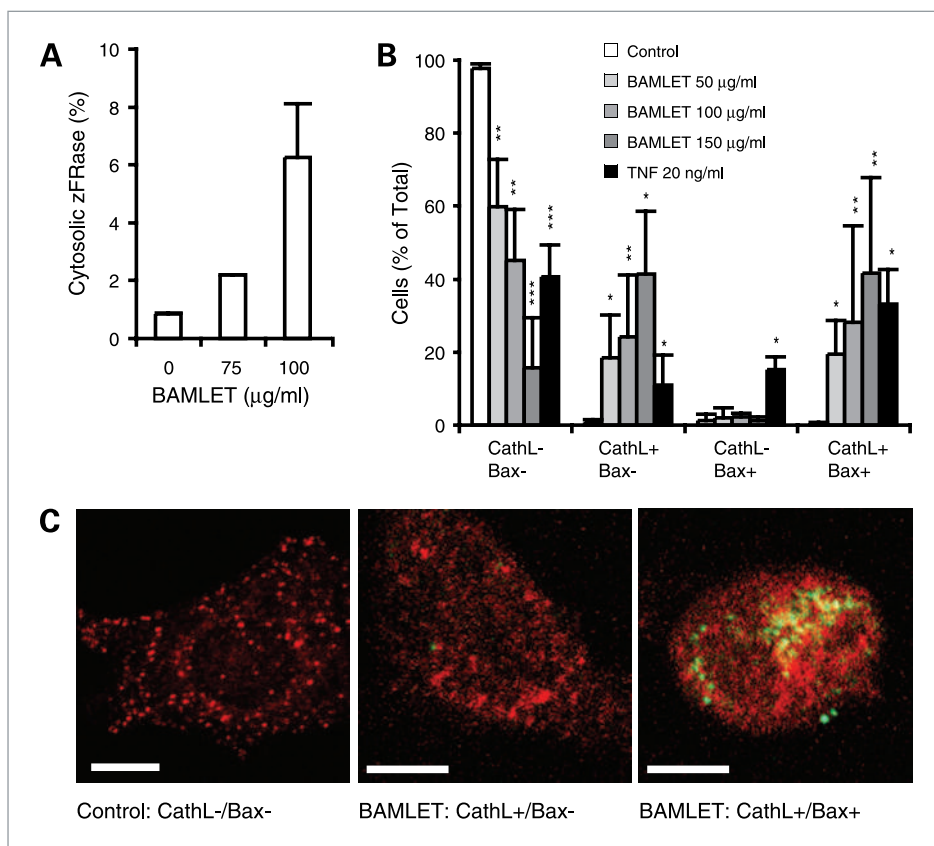 A
Cytosolic zFRase (%)
10
8
6
4
2
0
0 75 100
BAMLET (μg/ml)
B
Cells (% of Total)
100
80
60
40
20
0
Control
BAMLET 50 μg/ml
BAMLET 100 μg/ml
BAMLET 150 μg/ml
TNF 20 ng/ml
** ** *** ***
* ** * *
*
* ** ** *
CathL- CathL+ CathL- CathL+
Bax- Bax- Bax+ Bax+
C
Control: CathL-/Bax- BAMLET: CathL+/Bax- BAMLET: CathL+/Bax+